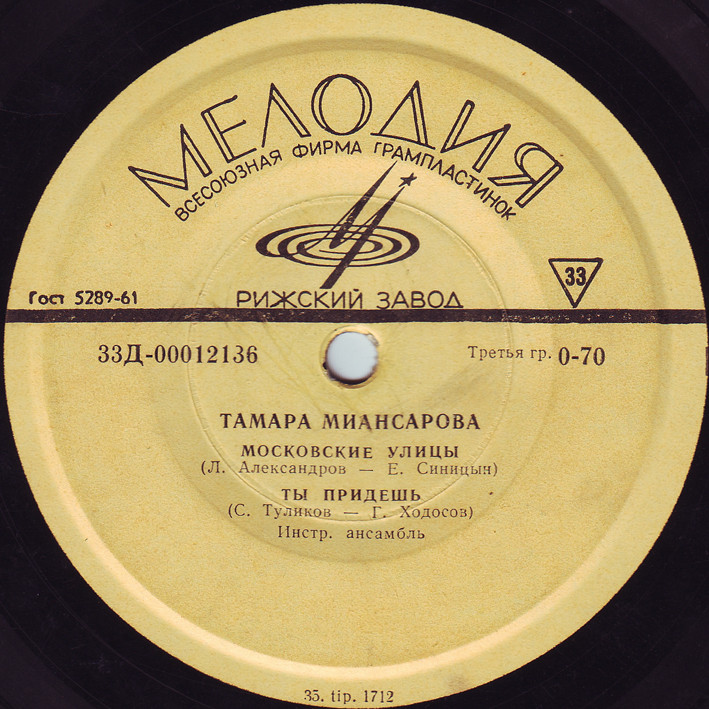 МЕЛОДИЯ
ВСЕСОЮЗНАЯ ФИРМА ГРАМПЛАСТИНОК
33
Гост 5289-61
РИЖСКИЙ ЗАВОД
33Д-00012136
Третья гр. 0-70
ТАМАРА МИАНСАРОВА
МОСКОВСКИЕ УЛИЦЫ
(Л. Александров — Е. Синицын)
ТЫ ПРИДЕШЬ
(С. Туликов — Г. Ходосов)
Инстр. ансамбль
35. tip. 1712